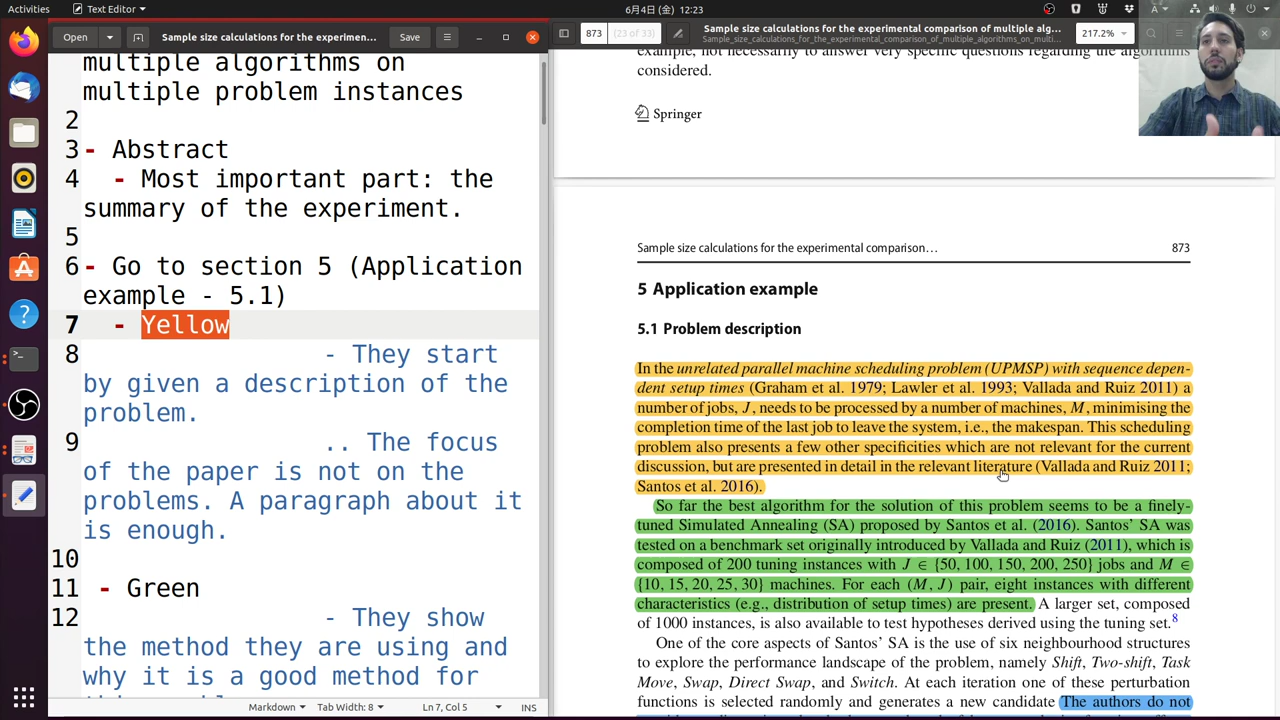 Activities
Text Editor
6月4日 (金) 12:23
Open
Sample size calculations for the experimen...
Save
multiple algorithms on
multiple problem instances
2
3 - Abstract
4 - Most important part: the
summary of the experiment.
5
6 - Go to section 5 (Application
example - 5.1)
7 - Yellow
8 - They start
by given a description of the
problem.
9 .. The focus
of the paper is not on the
problems. A paragraph about it
is enough.
10
11 - Green
12 - They show
the method they are using and
why it is a good method for
Markdown
Tab Width: 8
Ln 7, Col 5
INS
873
(23 of 33)
Sample size calculations for the experimental comparison of multiple alg...
Sample_size_calculations_for_the_experimental_comparison_of_multiple_algorithms_on_mult...
217.2%
example, not necessarily to answer very specific questions regarding the algorithms
considered.
Springer
Sample size calculations for the experimental comparison…
873
5 Application example
5.1 Problem description
In the unrelated parallel machine scheduling problem (UPMSP) with sequence depen-
dent setup times (Graham et al. 1979; Lawler et al. 1993; Vallada and Ruiz 2011) a
number of jobs, J, needs to be processed by a number of machines, M, minimising the
completion time of the last job to leave the system, i.e., the makespan. This scheduling
problem also presents a few other specificities which are not relevant for the current
discussion, but are presented in detail in the relevant literature (Vallada and Ruiz 2011;
Santos et al. 2016).
So far the best algorithm for the solution of this problem seems to be a finely-
tuned Simulated Annealing (SA) proposed by Santos et al. (2016). Santos' SA was
tested on a benchmark set originally introduced by Vallada and Ruiz (2011), which is
composed of 200 tuning instances with J ∈ {50, 100, 150, 200, 250} jobs and M ∈
{10, 15, 20, 25, 30} machines. For each (M, J) pair, eight instances with different
characteristics (e.g., distribution of setup times) are present. A larger set, composed
of 1000 instances, is also available to test hypotheses derived using the tuning set.8
One of the core aspects of Santos' SA is the use of six neighbourhood structures
to explore the performance landscape of the problem, namely Shift, Two-shift, Task
Move, Swap, Direct Swap, and Switch. At each iteration one of these perturbation
functions is selected randomly and generates a new candidate The authors do not